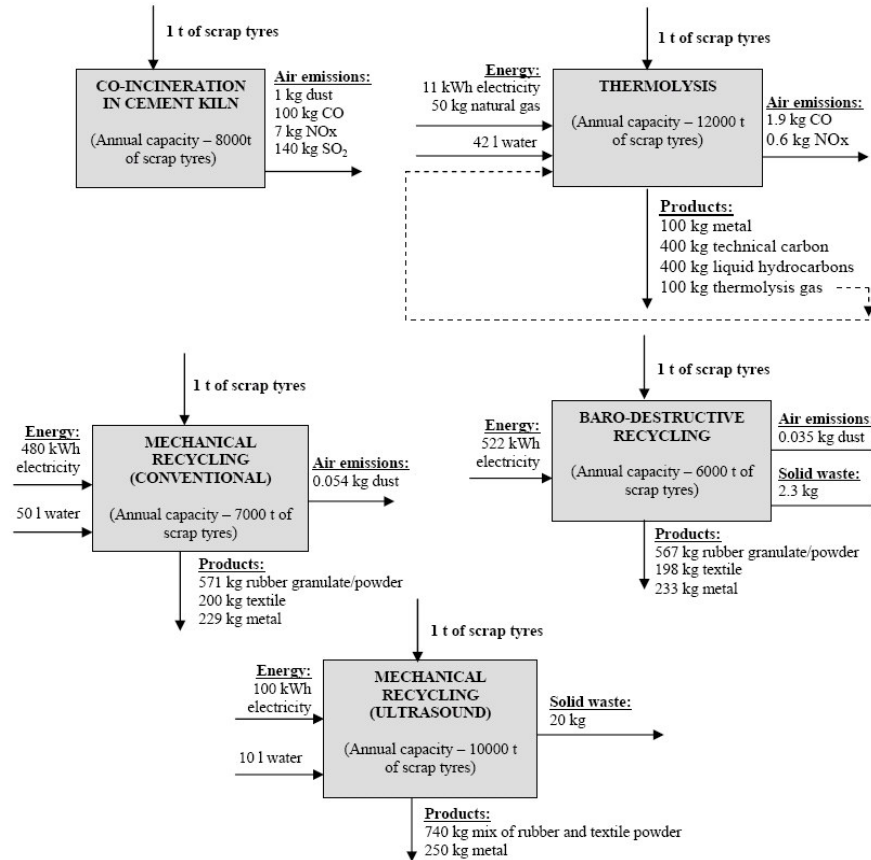 1 t of scrap tyres
CO-INCINERATION
IN CEMENT KILN
(Annual capacity – 8000t
of scrap tyres)
Air emissions:
1 kg dust
100 kg CO
7 kg NOx
140 kg SO₂
1 t of scrap tyres
Energy:
11 kWh electricity
50 kg natural gas
42 l water
THERMOLYSIS
(Annual capacity – 12000 t
of scrap tyres)
Air emissions:
1.9 kg CO
0.6 kg NOx
Products:
100 kg metal
400 kg technical carbon
400 kg liquid hydrocarbons
100 kg thermolysis gas
1 t of scrap tyres
Energy:
480 kWh
electricity
50 l water
MECHANICAL
RECYCLING
(CONVENTIONAL)
(Annual capacity – 7000 t of
scrap tyres)
Air emissions:
0.054 kg dust
Products:
571 kg rubber granulate/powder
200 kg textile
229 kg metal
1 t of scrap tyres
Energy:
522 kWh
electricity
BARO-DESTRUCTIVE
RECYCLING
(Annual capacity – 6000 t of
scrap tyres)
Air emissions:
0.035 kg dust
Solid waste:
2.3 kg
Products:
567 kg rubber granulate/powder
198 kg textile
233 kg metal
1 t of scrap tyres
Energy:
100 kWh
electricity
10 l water
MECHANICAL
RECYCLING
(ULTRASOUND)
(Annual capacity – 10000 t
of scrap tyres)
Solid waste:
20 kg
Products:
740 kg mix of rubber and textile powder
250 kg metal